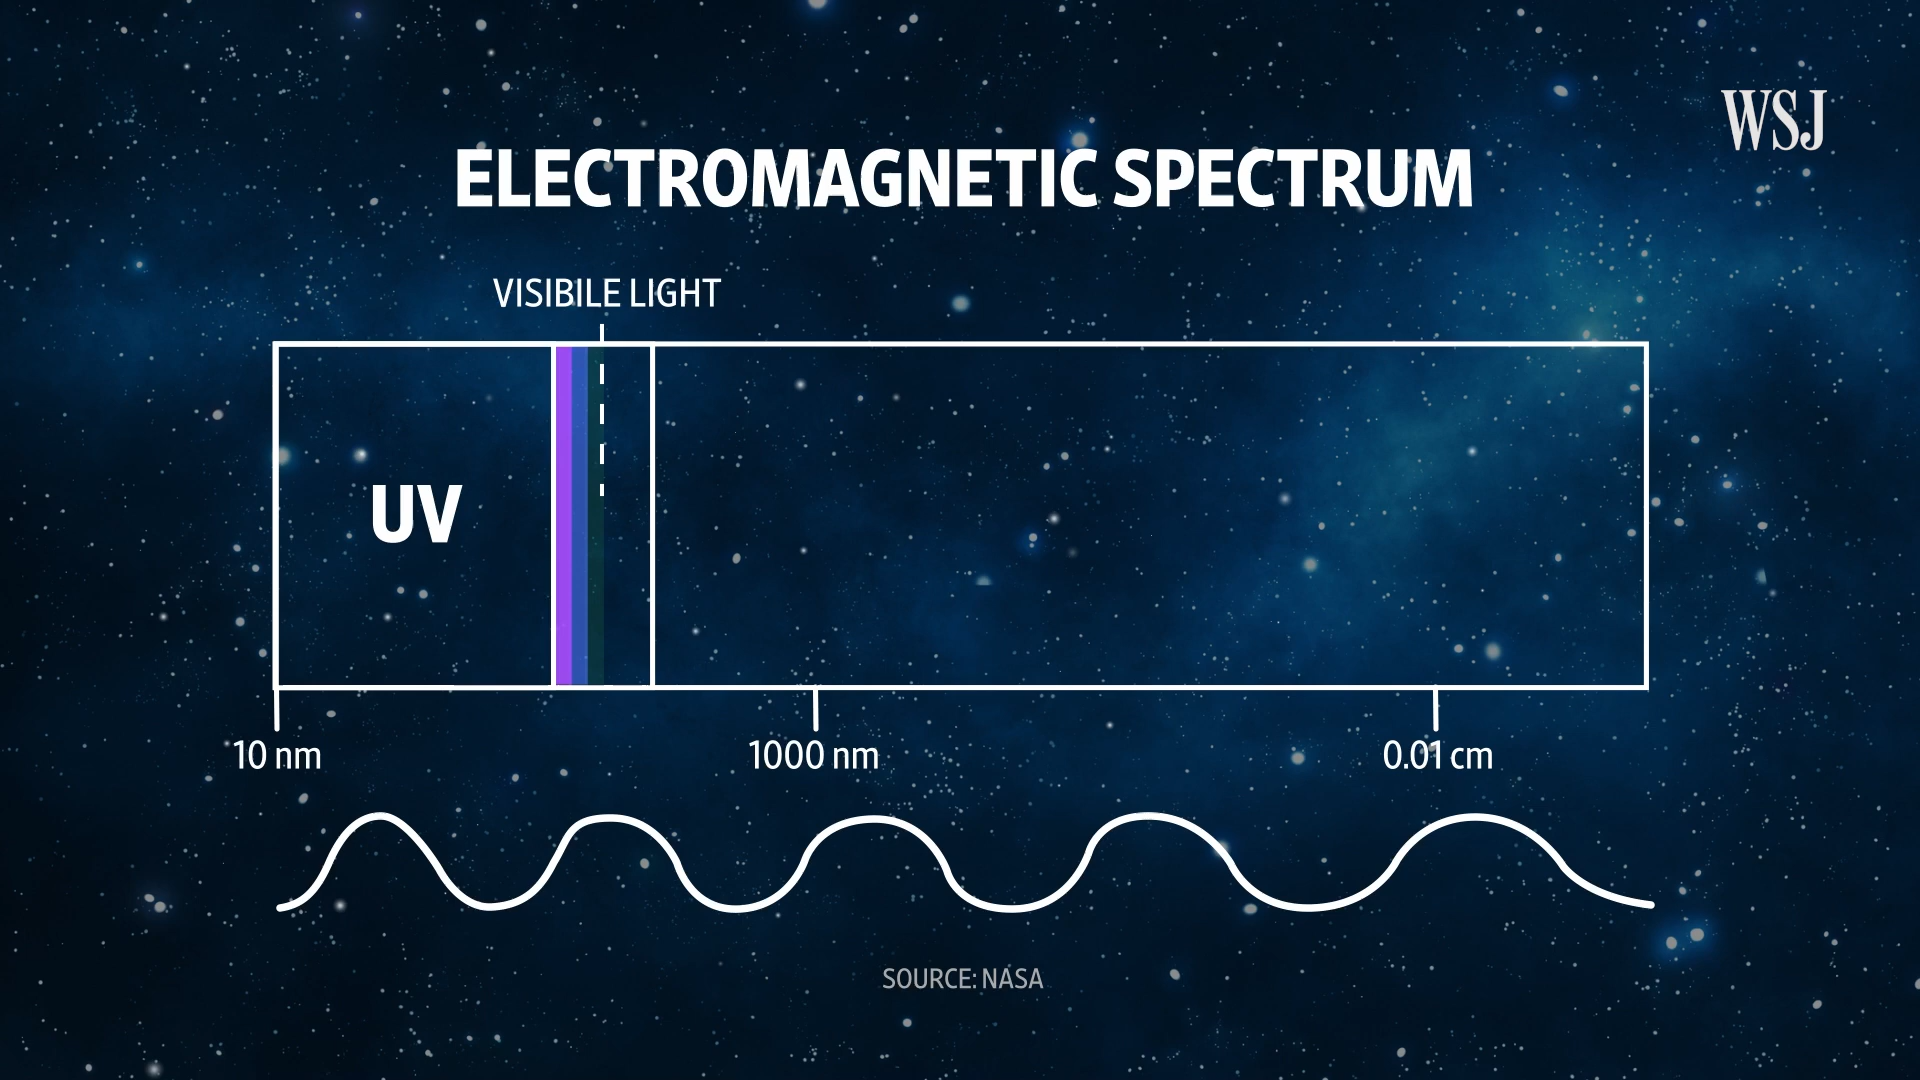 WSJ
ELECTROMAGNETIC SPECTRUM
VISIBILE LIGHT
UV
10 nm
1000 nm
0.01 cm
SOURCE: NASA